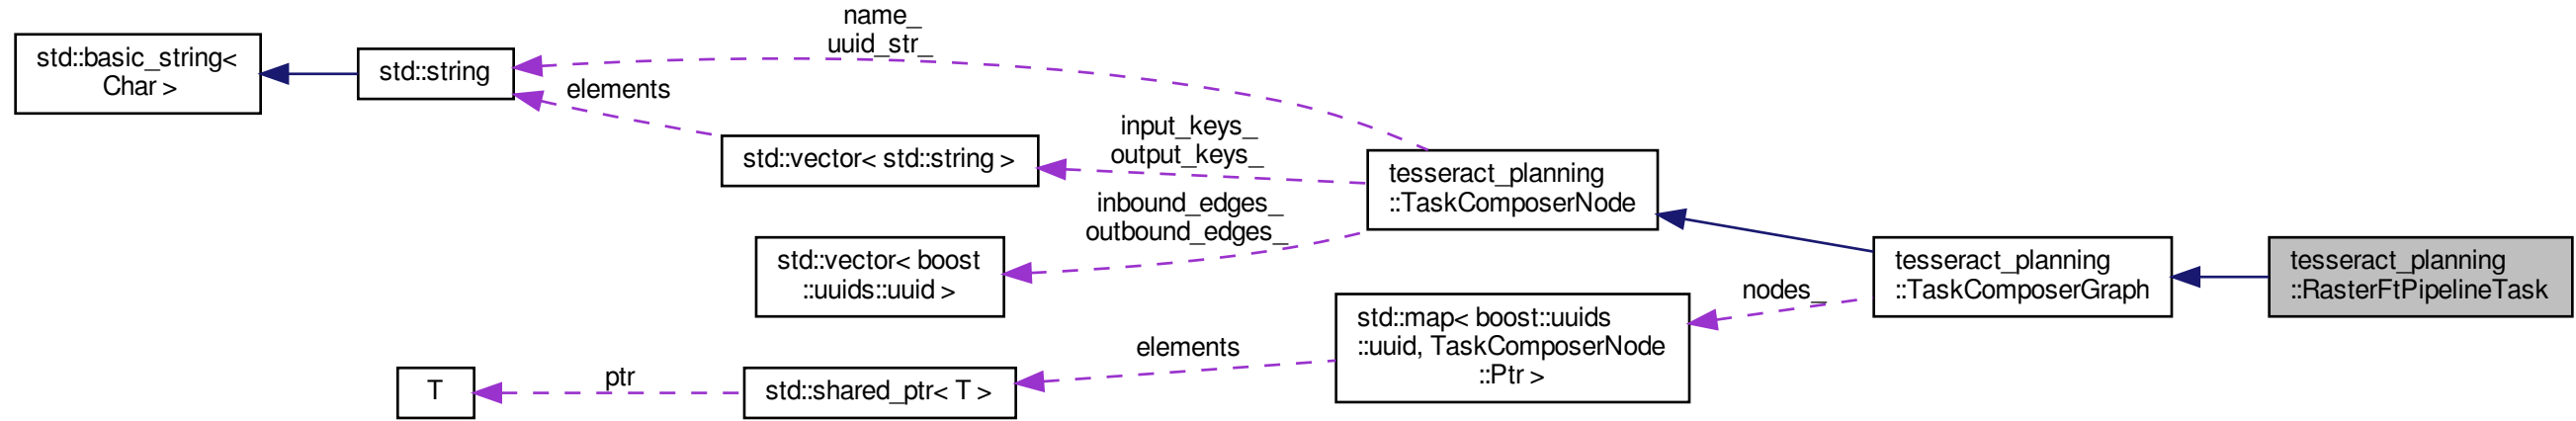 name_
uuid_str_
std::basic_string<
Char >
std::string
elements
std::vector< std::string >
input_keys_
output_keys_
tesseract_planning
::TaskComposerNode
inbound_edges_
outbound_edges_
std::vector< boost
::uuids::uuid >
tesseract_planning
::TaskComposerGraph
tesseract_planning
::RasterFtPipelineTask
nodes_
std::map< boost::uuids
::uuid, TaskComposerNode
::Ptr >
elements
std::shared_ptr< T >
ptr
T